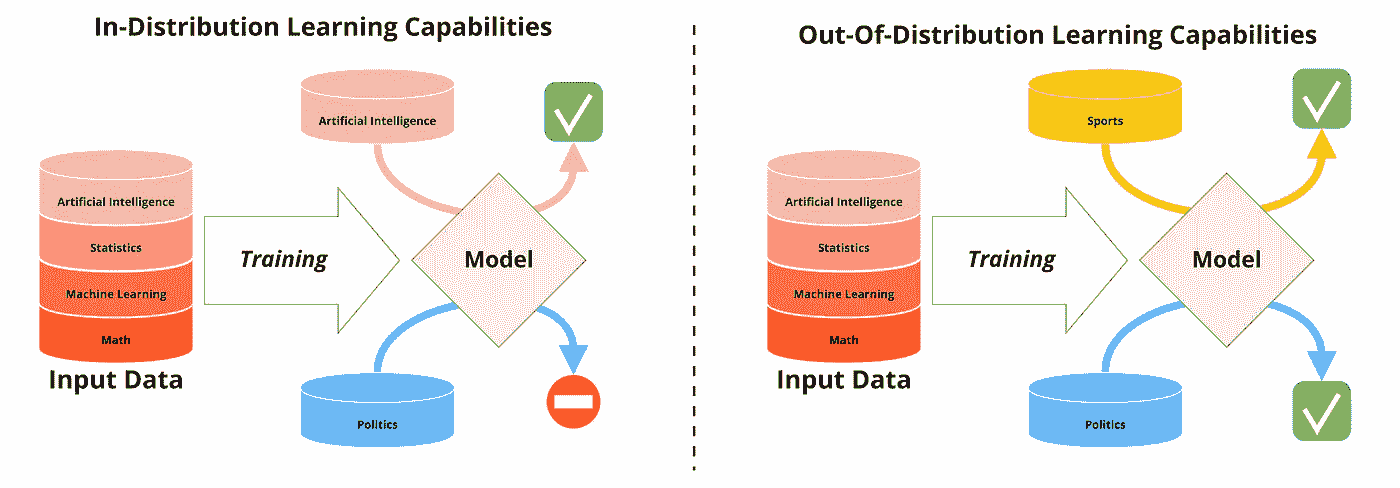 In-Distribution Learning Capabilities
Artificial Intelligence
Artificial Intelligence
Statistics
Machine Learning
Math
Input Data
Training
Model
Politics
Out-Of-Distribution Learning Capabilities
Sports
Artificial Intelligence
Statistics
Machine Learning
Math
Input Data
Training
Model
Politics